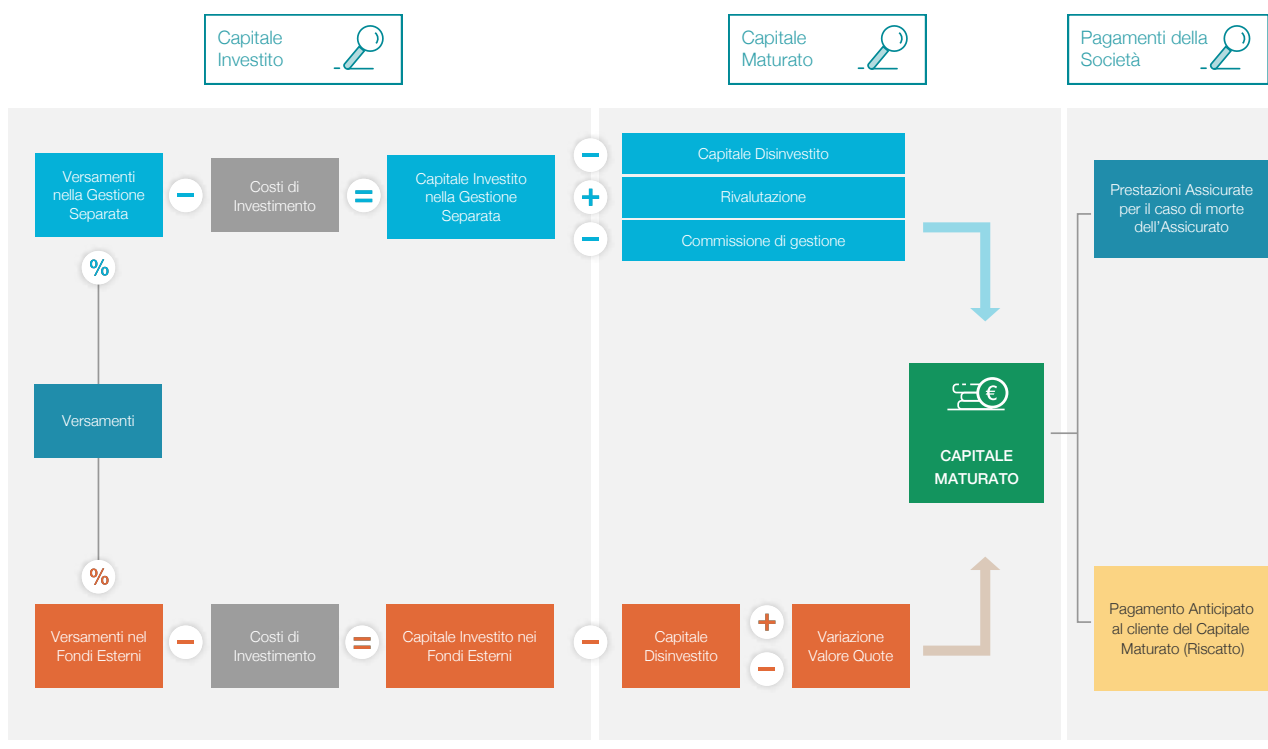 Capitale
Investito
Capitale
Maturato
Pagamenti della
Società
Versamenti
nella Gestione
Separata
−
Costi di
Investimento
=
Capitale Investito
nella Gestione
Separata
−
Capitale Disinvestito
+
Rivalutazione
−
Commissione di gestione
Prestazioni Assicurate
per il caso di morte
dell'Assicurato
%
Versamenti
€
CAPITALE
MATURATO
%
Versamenti nel
Fondi Esterni
−
Costi di
Investimento
=
Capitale Investito nei
Fondi Esterni
−
Capitale
Disinvestito
+
−
Variazione
Valore Quote
Pagamento Anticipato
al cliente del Capitale
Maturato (Riscatto)